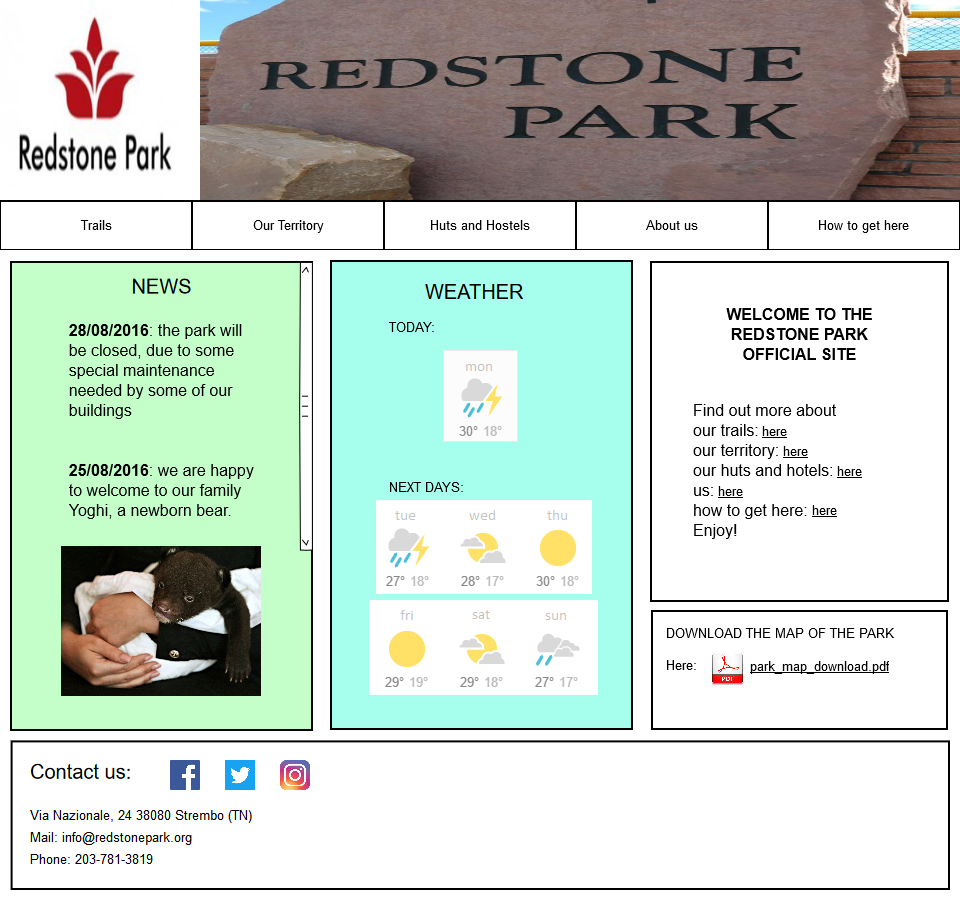 Redstone Park
REDSTONE
PARK
Trails
Our Territory
Huts and Hostels
About us
How to get here
NEWS
28/08/2016: the park will
be closed, due to some
special maintenance
needed by some of our
buildings
25/08/2016: we are happy
to welcome to our family
Yoghi, a newborn bear.
WEATHER
TODAY:
mon
30° 18°
NEXT DAYS:
tue wed thu
27° 18° 28° 17° 30° 18°
fri sat sun
29° 19° 29° 18° 27° 17°
WELCOME TO THE
REDSTONE PARK
OFFICIAL SITE
Find out more about
our trails: here
our territory: here
our huts and hotels: here
us: here
how to get here: here
Enjoy!
DOWNLOAD THE MAP OF THE PARK
Here: PDF park_map_download.pdf
Contact us:
Via Nazionale, 24 38080 Strembo (TN)
Mail: info@redstonepark.org
Phone: 203-781-3819